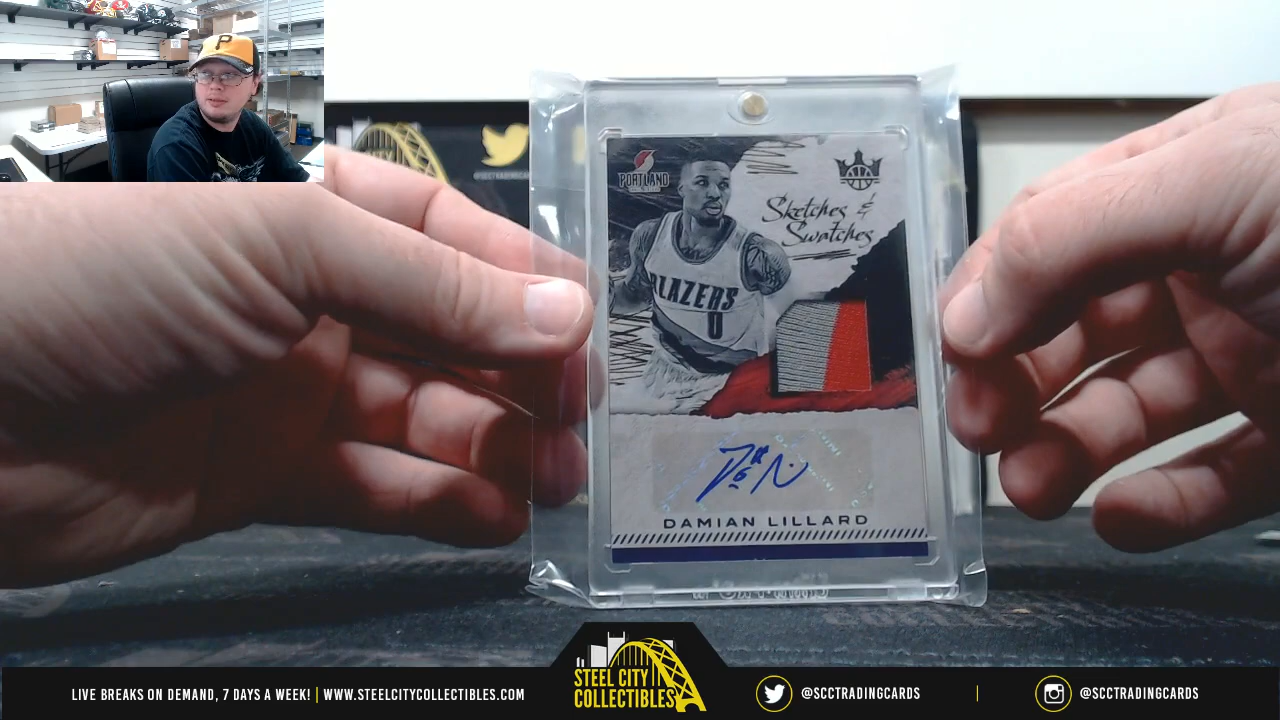 P
PORTLAND
Sketches &
Swatches
BLAZERS
0
DAMIAN LILLARD
STEEL CITY
COLLECTIBLES
LIVE BREAKS ON DEMAND, 7 DAYS A WEEK! | WWW.STEELCITYCOLLECTIBLES.COM
@SCCTRADINGCARDS | @SCCTRADINGCARDS